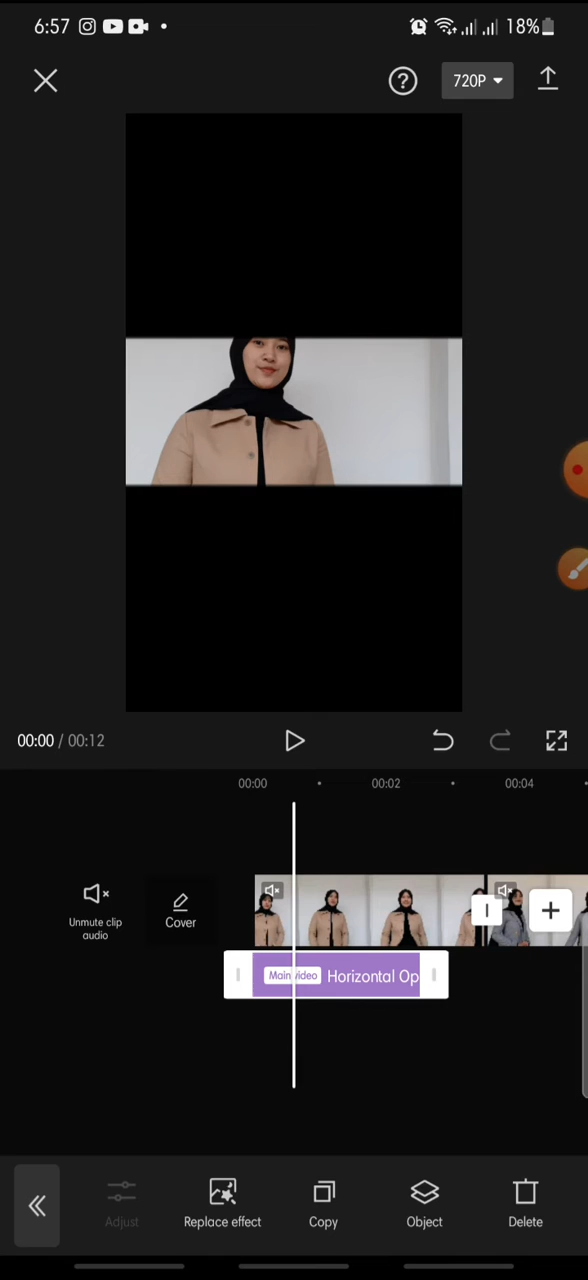 6:57
18%
720P
00:00 / 00:12
00:00
00:02
00:04
Unmute clip
audio
Cover
Main video
Horizontal Op
Adjust
Replace effect
Copy
Object
Delete